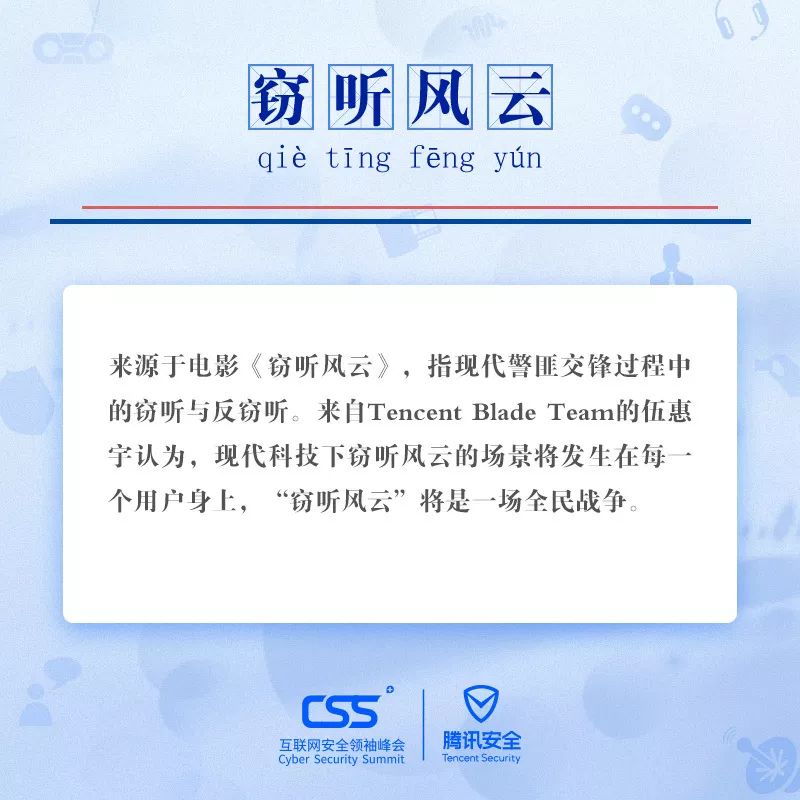 窃听风云
qiè tīng fēng yún
来源于电影《窃听风云》，指现代警匪交锋过程中
的窃听与反窃听。来自Tencent Blade Team的伍惠
宇认为，现代科技下窃听风云的场景将发生在每一
个用户身上，“窃听风云”将是一场全民战争。
CSS
互联网安全领袖峰会
Cyber Security Summit
腾讯安全
Tencent Security